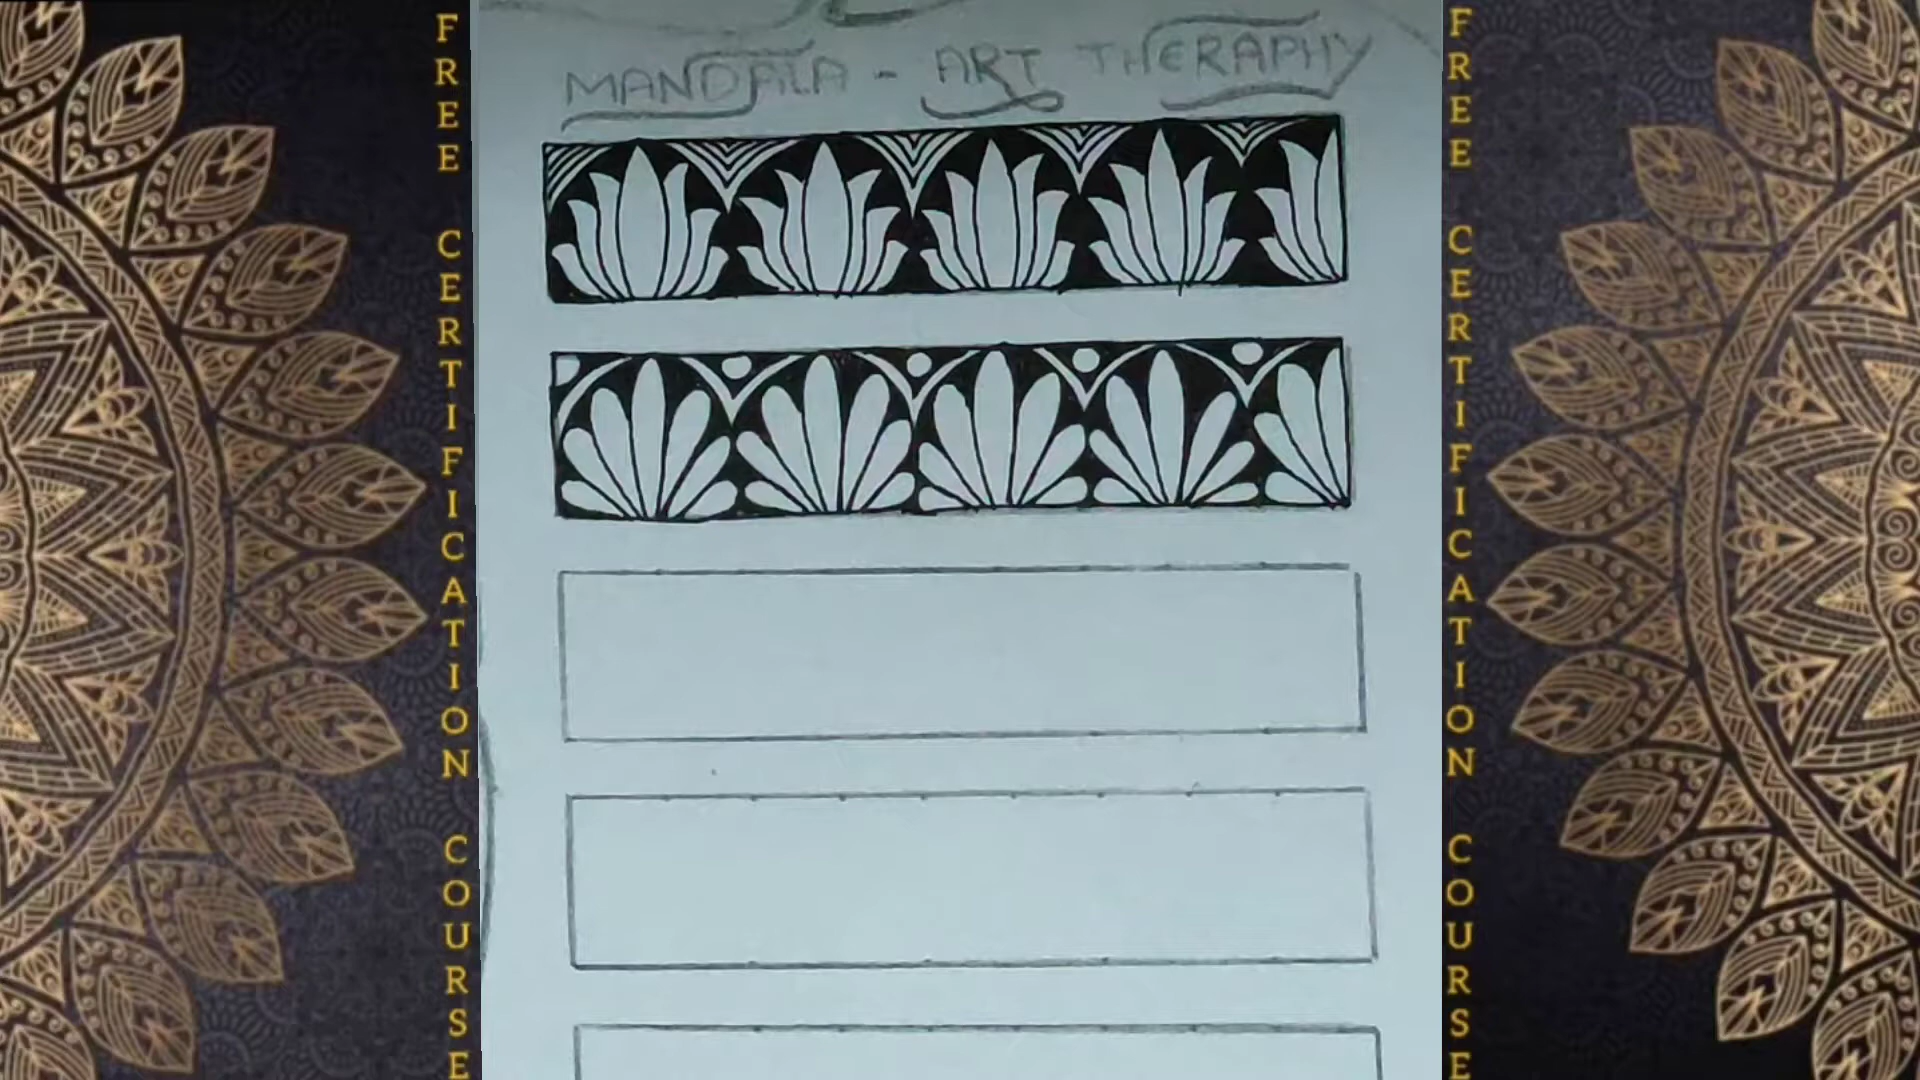 FREE CERTIFICATION COURSE
MANDALA - ART THERAPHY
FREE CERTIFICATION COURSE